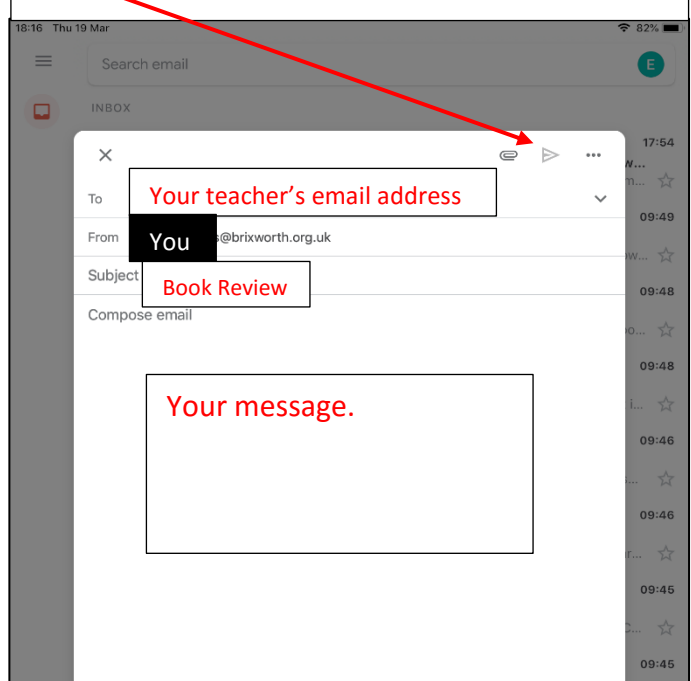 18:16 Thu 19 Mar 82%
Search email E
INBOX
17:54
To Your teacher's email address
09:49
From You s@brixworth.org.uk
Subject Book Review
09:48
Compose email
09:48
Your message.
09:46
09:46
09:45
09:45